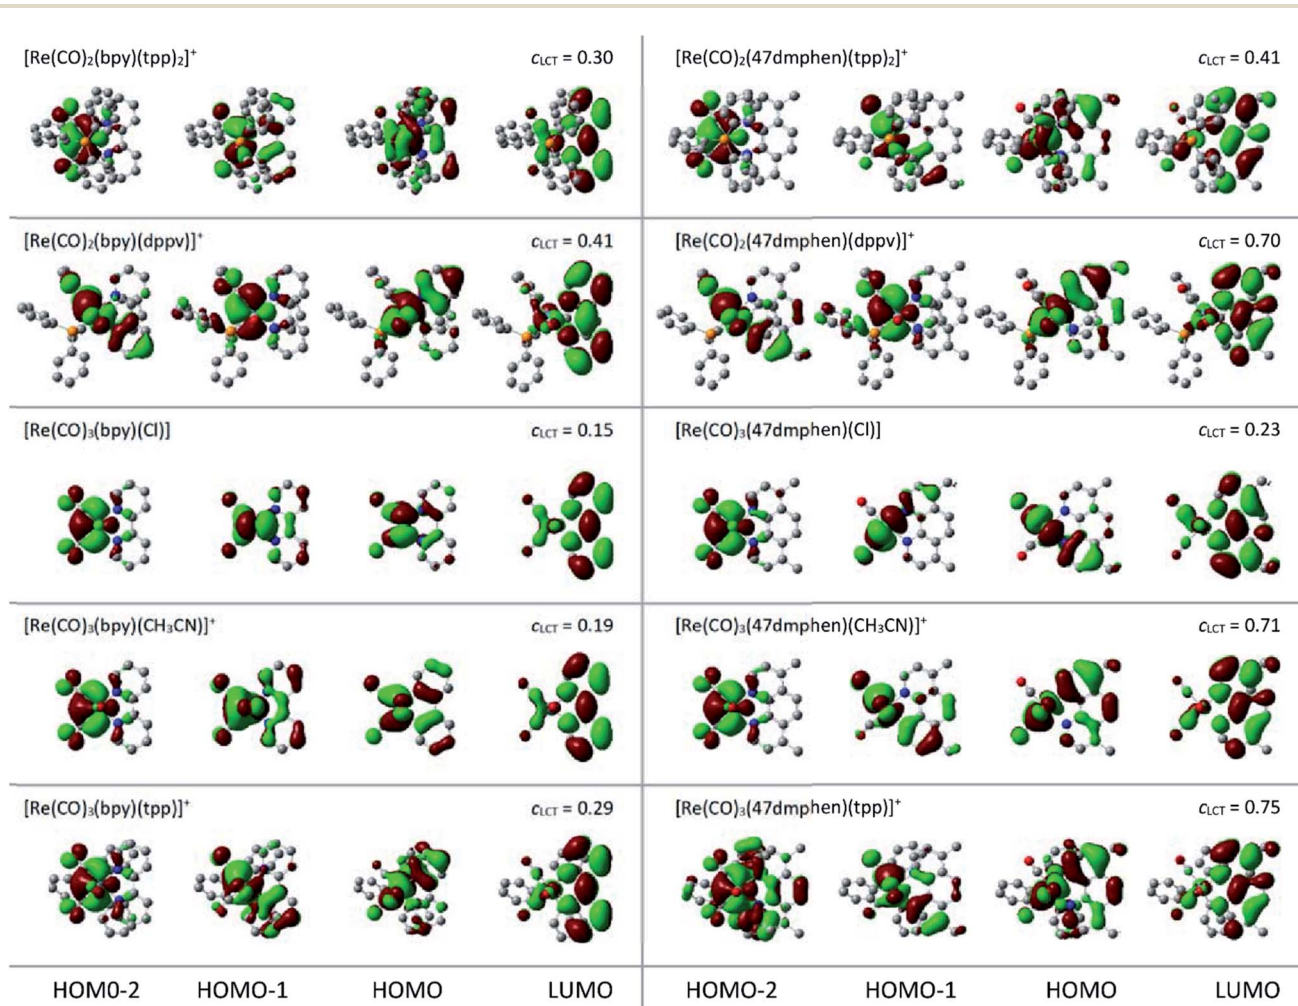 [Re(CO)₂(bpy)(tpp)₂]⁺ cLCT = 0.30
[Re(CO)₂(47dmphen)(tpp)₂]⁺ cLCT = 0.41
[Re(CO)₂(bpy)(dppv)]⁺ cLCT = 0.41
[Re(CO)₂(47dmphen)(dppv)]⁺ cLCT = 0.70
[Re(CO)₃(bpy)(Cl)] cLCT = 0.15
[Re(CO)₃(47dmphen)(Cl)] cLCT = 0.23
[Re(CO)₃(bpy)(CH₃CN)]⁺ cLCT = 0.19
[Re(CO)₃(47dmphen)(CH₃CN)]⁺ cLCT = 0.71
[Re(CO)₃(bpy)(tpp)]⁺ cLCT = 0.29
[Re(CO)₃(47dmphen)(tpp)]⁺ cLCT = 0.75
HOM0-2 HOMO-1 HOMO LUMO HOMO-2 HOMO-1 HOMO LUMO